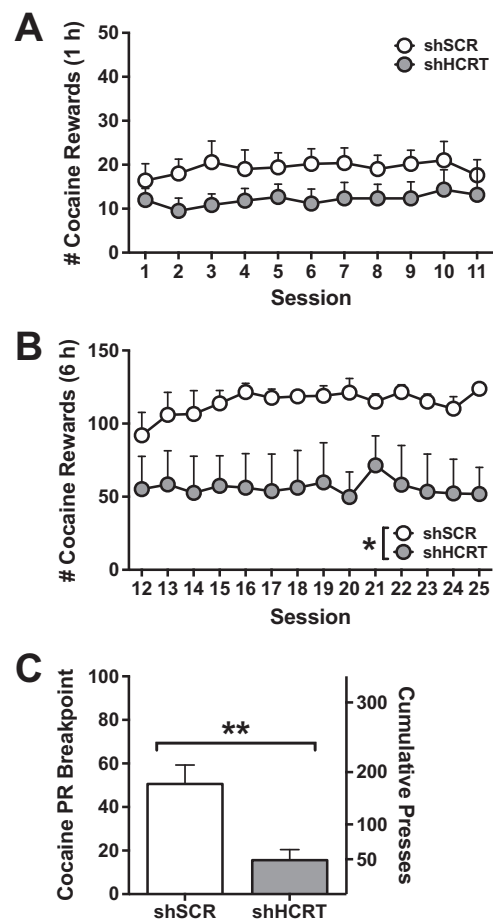 A
# Cocaine Rewards (1 h)
50
40
30
20
10
0
shSCR
shHCRT
1 2 3 4 5 6 7 8 9 10 11
Session
B
# Cocaine Rewards (6 h)
150
100
50
0
* shSCR
shHCRT
12 13 14 15 16 17 18 19 20 21 22 23 24 25
Session
C
Cocaine PR Breakpoint
100
80
60
40
20
0
**
300
200
100
50
Cumulative Presses
shSCR shHCRT